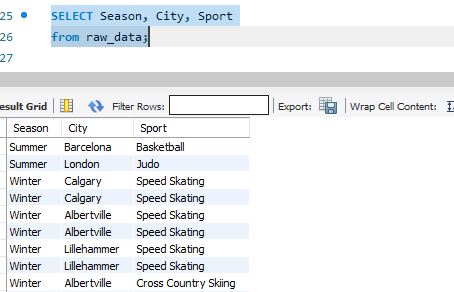 25 SELECT Season, City, Sport
26 from raw_data;
27
Result Grid Filter Rows: Export: Wrap Cell Content:
Season City Sport
Summer Barcelona Basketball
Summer London Judo
Winter Calgary Speed Skating
Winter Calgary Speed Skating
Winter Albertville Speed Skating
Winter Albertville Speed Skating
Winter Lillehammer Speed Skating
Winter Lillehammer Speed Skating
Winter Albertville Cross Country Skiing